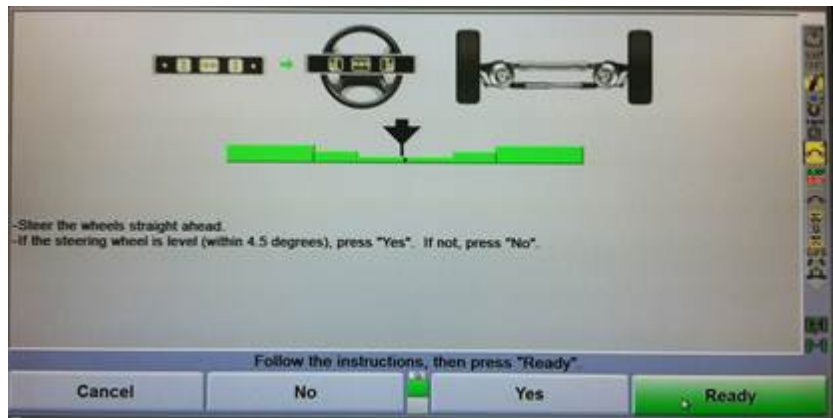 -Steer the wheels straight ahead.
-If the steering wheel is level (within 4.5 degrees), press "Yes". If not, press "No".
Follow the instructions, then press "Ready".
Cancel
No
Yes
Ready